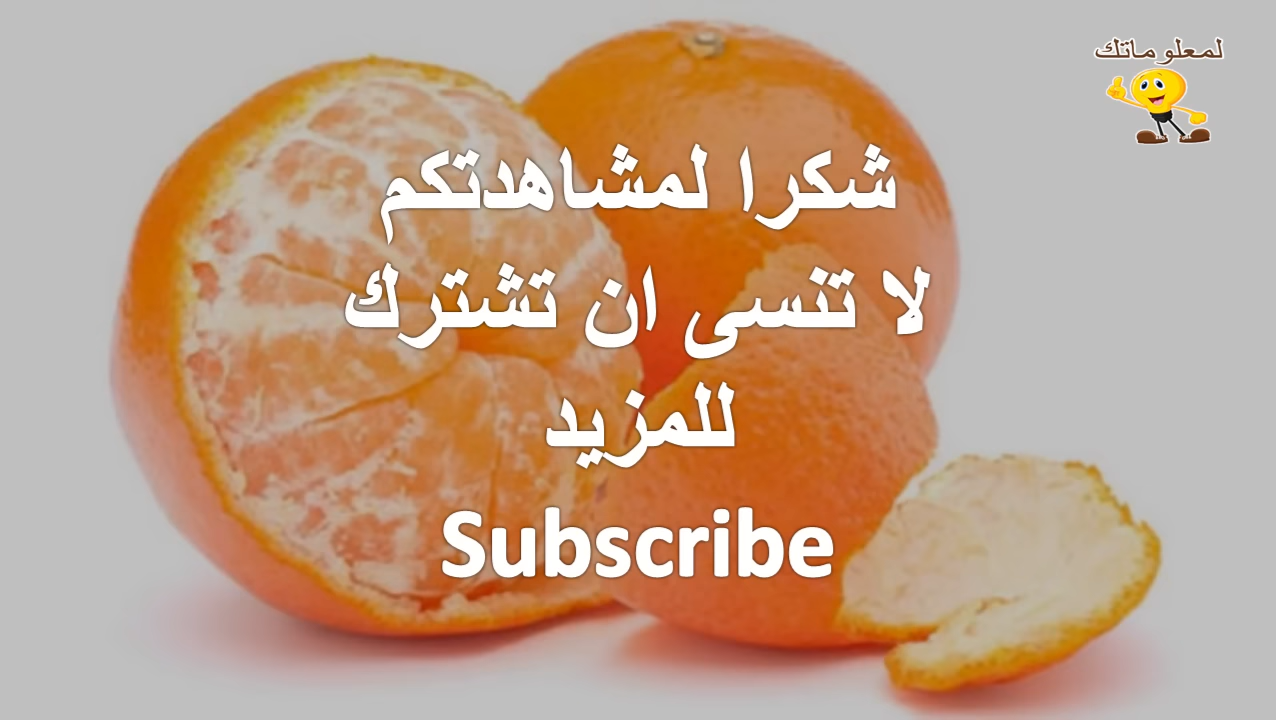 لمعلوماتك
شكرا لمشاهدتكم
لا تنسى ان تشترك
للمزيد
Subscribe